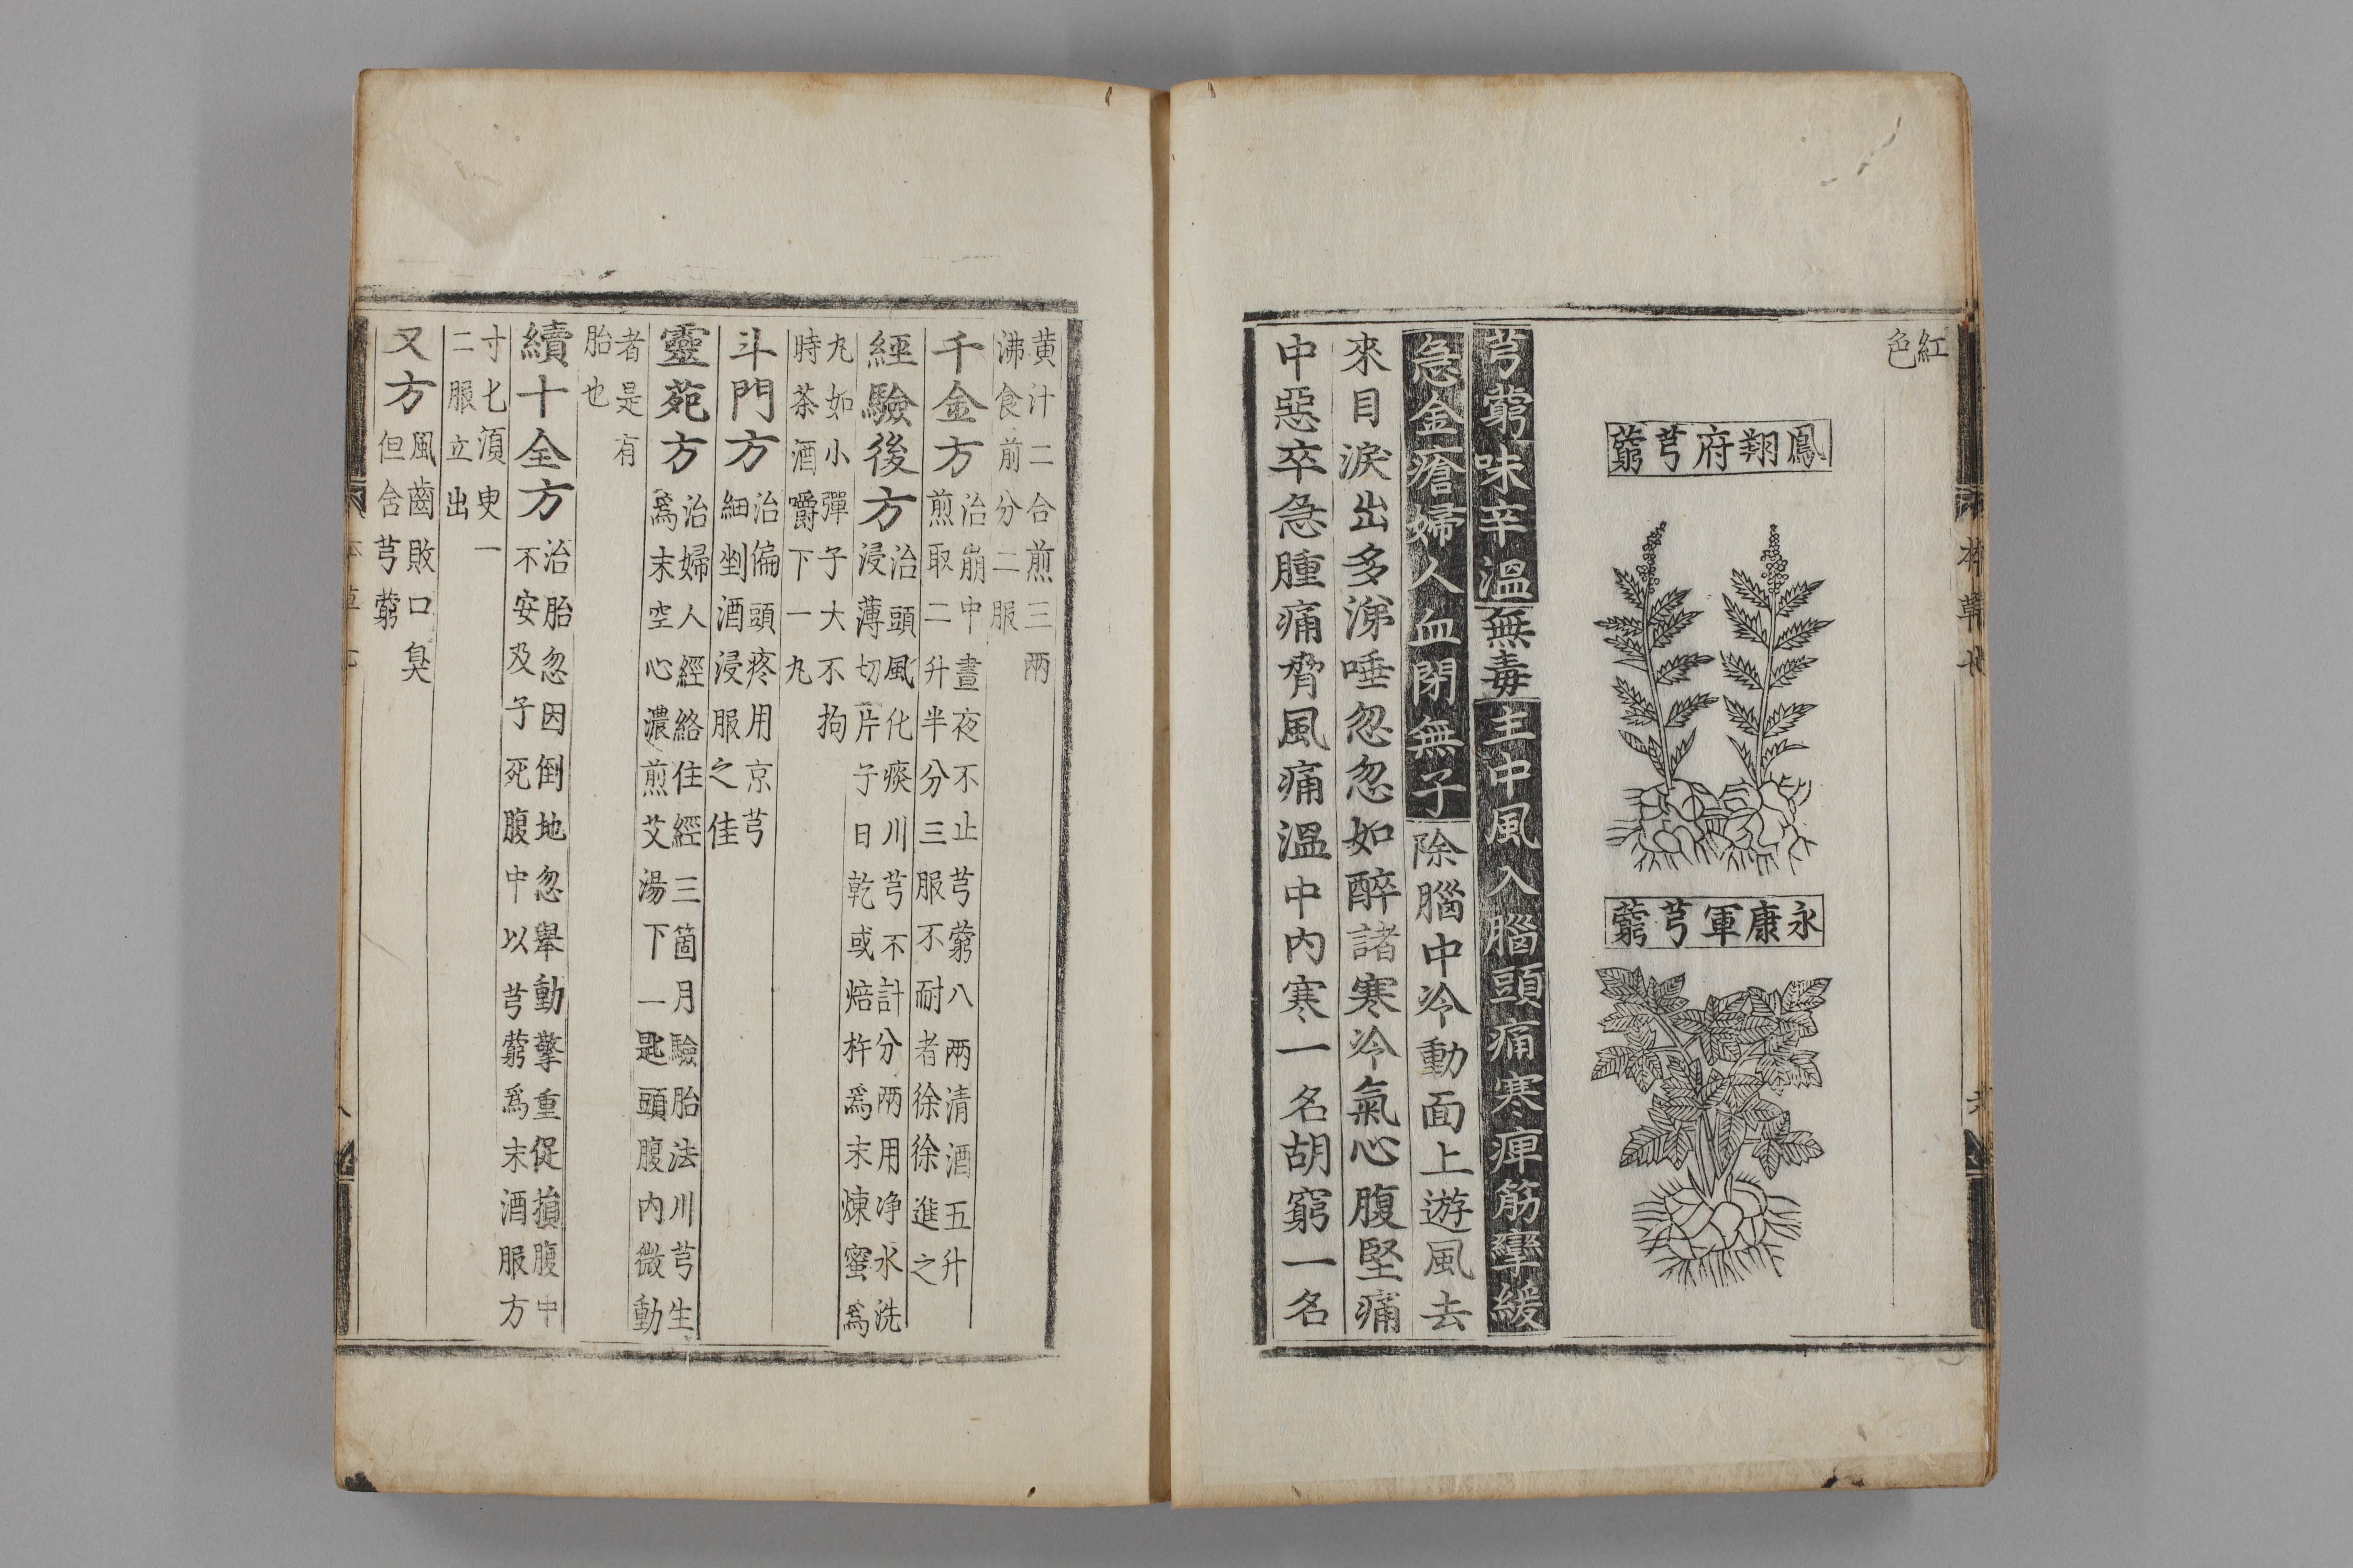 紅
色
鳳翔府芎藭
永康軍芎藭
芎藭味辛溫無毒主中風入腦頭痛寒痺筋攣緩
急金瘡婦人血閉無子除腦中冷動面上遊風去
來目淚出多涕唾忽忽如醉諸寒冷氣心腹堅痛
中惡卒急腫痛脅風痛溫中內寒一名胡窮一名
黄汁二合煎三兩
沸食前分二服
千金方治崩中晝夜不止芎藭八兩清酒五升
煎取二升半分三服不耐者徐徐進之
經驗後方治頭風化痰川芎不計分兩用净水洗
浸薄切片子日乾或焙杵爲末煉蜜爲
九如小彈子大不拘
時茶酒嚼下一九
斗門方治偏頭疼用京芎
細剉酒浸服之佳
靈苑方治婦人經絡住經三箇月驗胎法川芎生
爲末空心濃煎艾湯下一匙頭腹內微動
者是有
胎也
續十全方治胎忽因倒地忽舉動擎重促損腹中
不安及子死腹中以芎藭爲末酒服方
寸匕湏臾一
二服立出
又方風齒敗口臭
但含芎藭